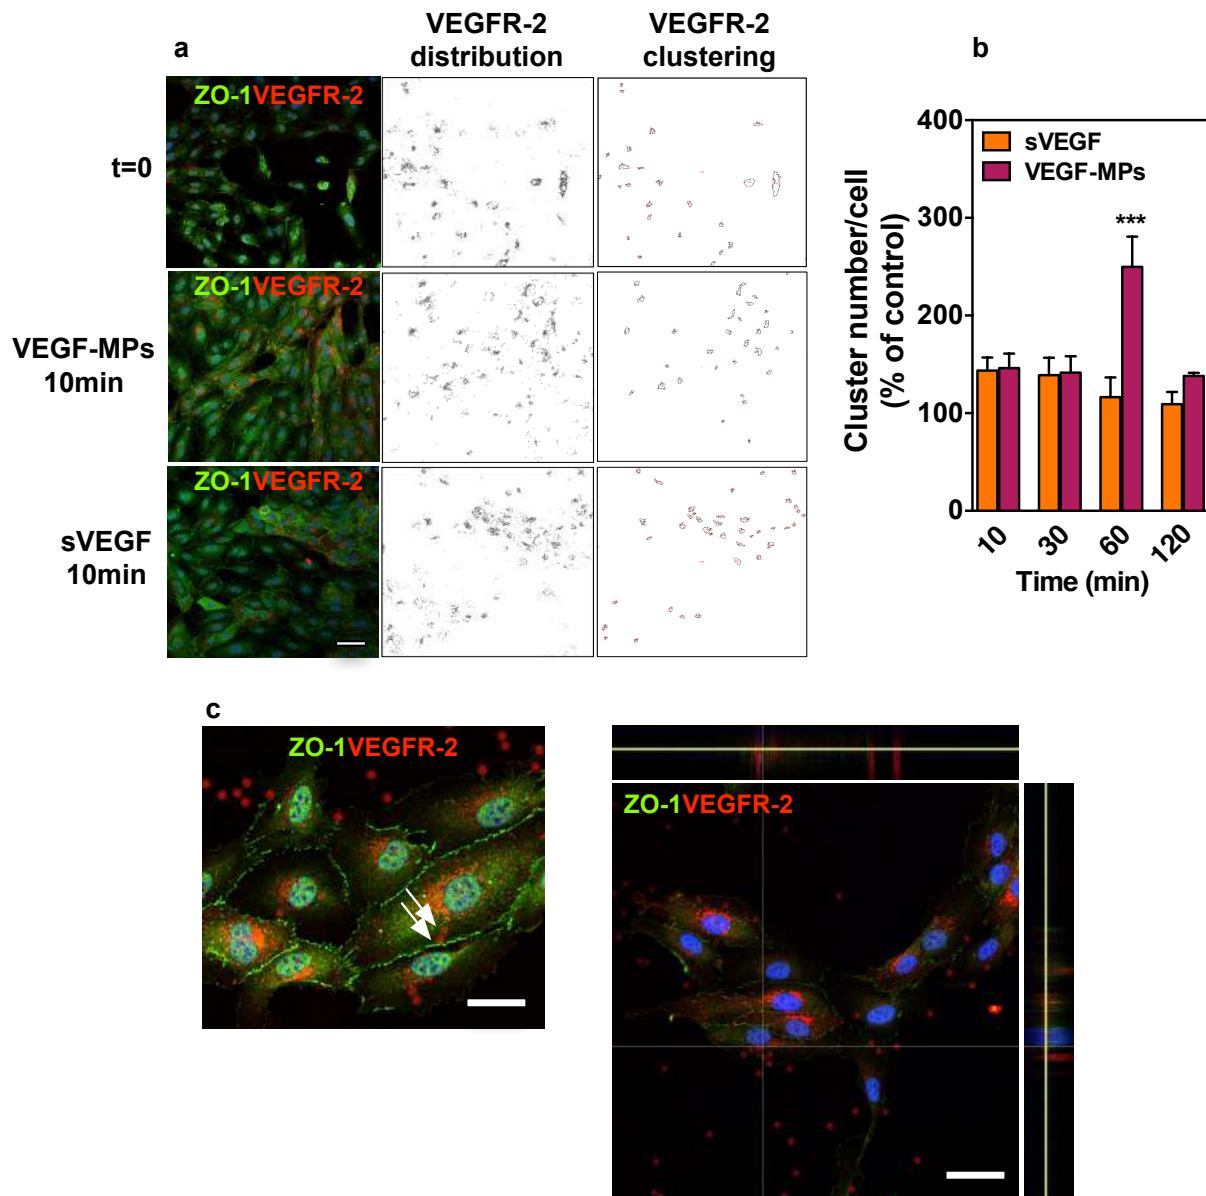 a
VEGFR-2
distribution
VEGFR-2
clustering
t=0
ZO-1VEGFR-2
VEGF-MPs
10min
ZO-1VEGFR-2
sVEGF
10min
ZO-1VEGFR-2
b
Cluster number/cell
(% of control)
400
300
200
100
0
sVEGF
VEGF-MPs
***
10
30
60
120
Time (min)
c
ZO-1VEGFR-2
ZO-1VEGFR-2